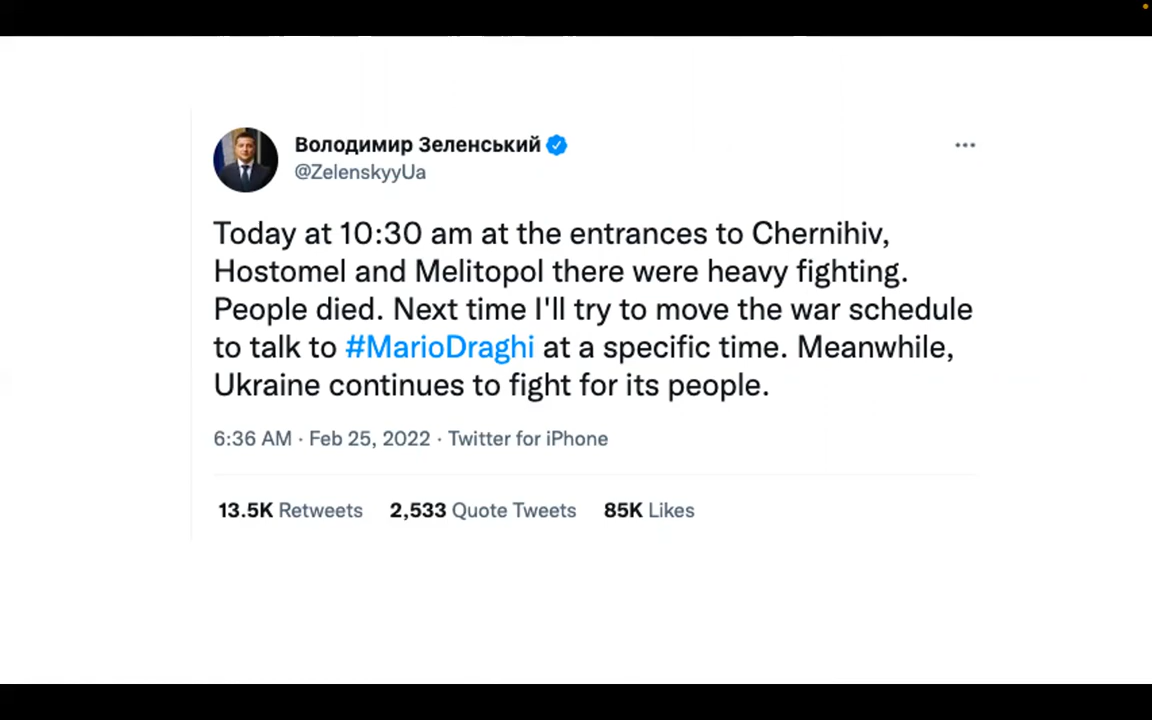 Володимир Зеленський
@ZelenskyyUa
Today at 10:30 am at the entrances to Chernihiv,
Hostomel and Melitopol there were heavy fighting.
People died. Next time I'll try to move the war schedule
to talk to #MarioDraghi at a specific time. Meanwhile,
Ukraine continues to fight for its people.
6:36 AM · Feb 25, 2022 · Twitter for iPhone
13.5K Retweets 2,533 Quote Tweets 85K Likes